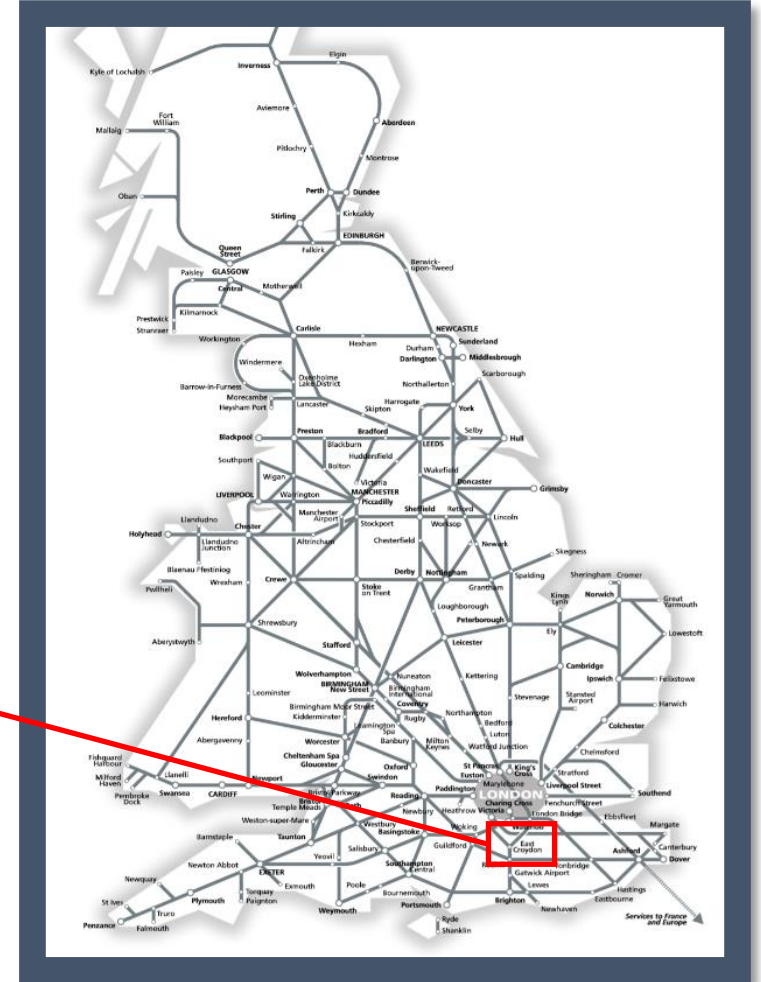 Elgin
Inverness
Kyle of Lochalsh
Aviemore
Fort
William
Mallaig
Aberdeen
Pitlochry
Montrose
Perth
Dundee
Oban
Kirkcaldy
Stirling
EDINBURGH
Queen
Street
Falkirk
Berwick-
upon-Tweed
Paisley
GLASGOW
Central
Motherwell
Prestwick
Kilmarnock
Stranraer
Carlisle
NEWCASTLE
Workington
Hexham
Sunderland
Durham
Darlington
Middlesbrough
Windermere
Oxenholme
Lake District
Scarborough
Barrow-in-Furness
Northallerton
Morecambe
Heysham Port
Lancaster
Harrogate
Skipton
York
Blackpool
Preston
Bradford
Selby
Hull
Blackburn
LEEDS
Huddersfield
Southport
Bolton
Wakefield
Wigan
Victoria
MANCHESTER
Piccadilly
Doncaster
Grimsby
LIVERPOOL
Warrington
Sheffield
Retford
Manchester
Airport
Lincoln
Llandudno
Chester
Stockport
Worksop
Holyhead
Llandudno
Junction
Altrincham
Chesterfield
Newark
Skegness
Blaenau Ffestiniog
Derby
Nottingham
Pwllheli
Wrexham
Crewe
Stoke
on Trent
Grantham
Spalding
Sheringham
Cromer
Kings
Lynn
Norwich
Great
Yarmouth
Loughborough
Peterborough
Shrewsbury
Ely
Lowestoft
Aberystwyth
Stafford
Leicester
Wolverhampton
Cambridge
BIRMINGHAM
New Street
Nuneaton
Kettering
Birmingham
International
Ipswich
Felixstowe
Leominster
Stevenage
Stansted
Airport
Birmingham Moor Street
Coventry
Harwich
Hereford
Kidderminster
Rugby
Northampton
Leamington
Spa
Bedford
Colchester
Abergavenny
Worcester
Banbury
Milton
Keynes
Luton
Cheltenham Spa
Watford Junction
Chelmsford
Fishguard
Harbour
Gloucester
Oxford
St Pancras
King's
Cross
Euston
Stratford
Milford
Haven
Llanelli
Newport
Swindon
Marylebone
Liverpool Street
Pembroke
Dock
Swansea
CARDIFF
Bristol Parkway
Reading
Paddington
LONDON
Southend
Bristol
Temple Meads
Bath
Newbury
Heathrow
Victoria
Charing Cross
Fenchurch Street
London Bridge
Ebbsfleet
Weston-super-Mare
Westbury
Woking
Waterloo
Margate
Barnstaple
Taunton
Basingstoke
Guildford
East
Croydon
Canterbury
Ashford
Yeovil
Salisbury
Tonbridge
Dover
Newton Abbot
EXETER
Southampton
Central
Gatwick Airport
Newquay
Exmouth
Poole
Lewes
Hastings
Torquay
Paignton
Bournemouth
Eastbourne
St Ives
Plymouth
Weymouth
Portsmouth
Brighton
Newhaven
Truro
Ryde
Services to France
and Europe
Penzance
Falmouth
Shanklin